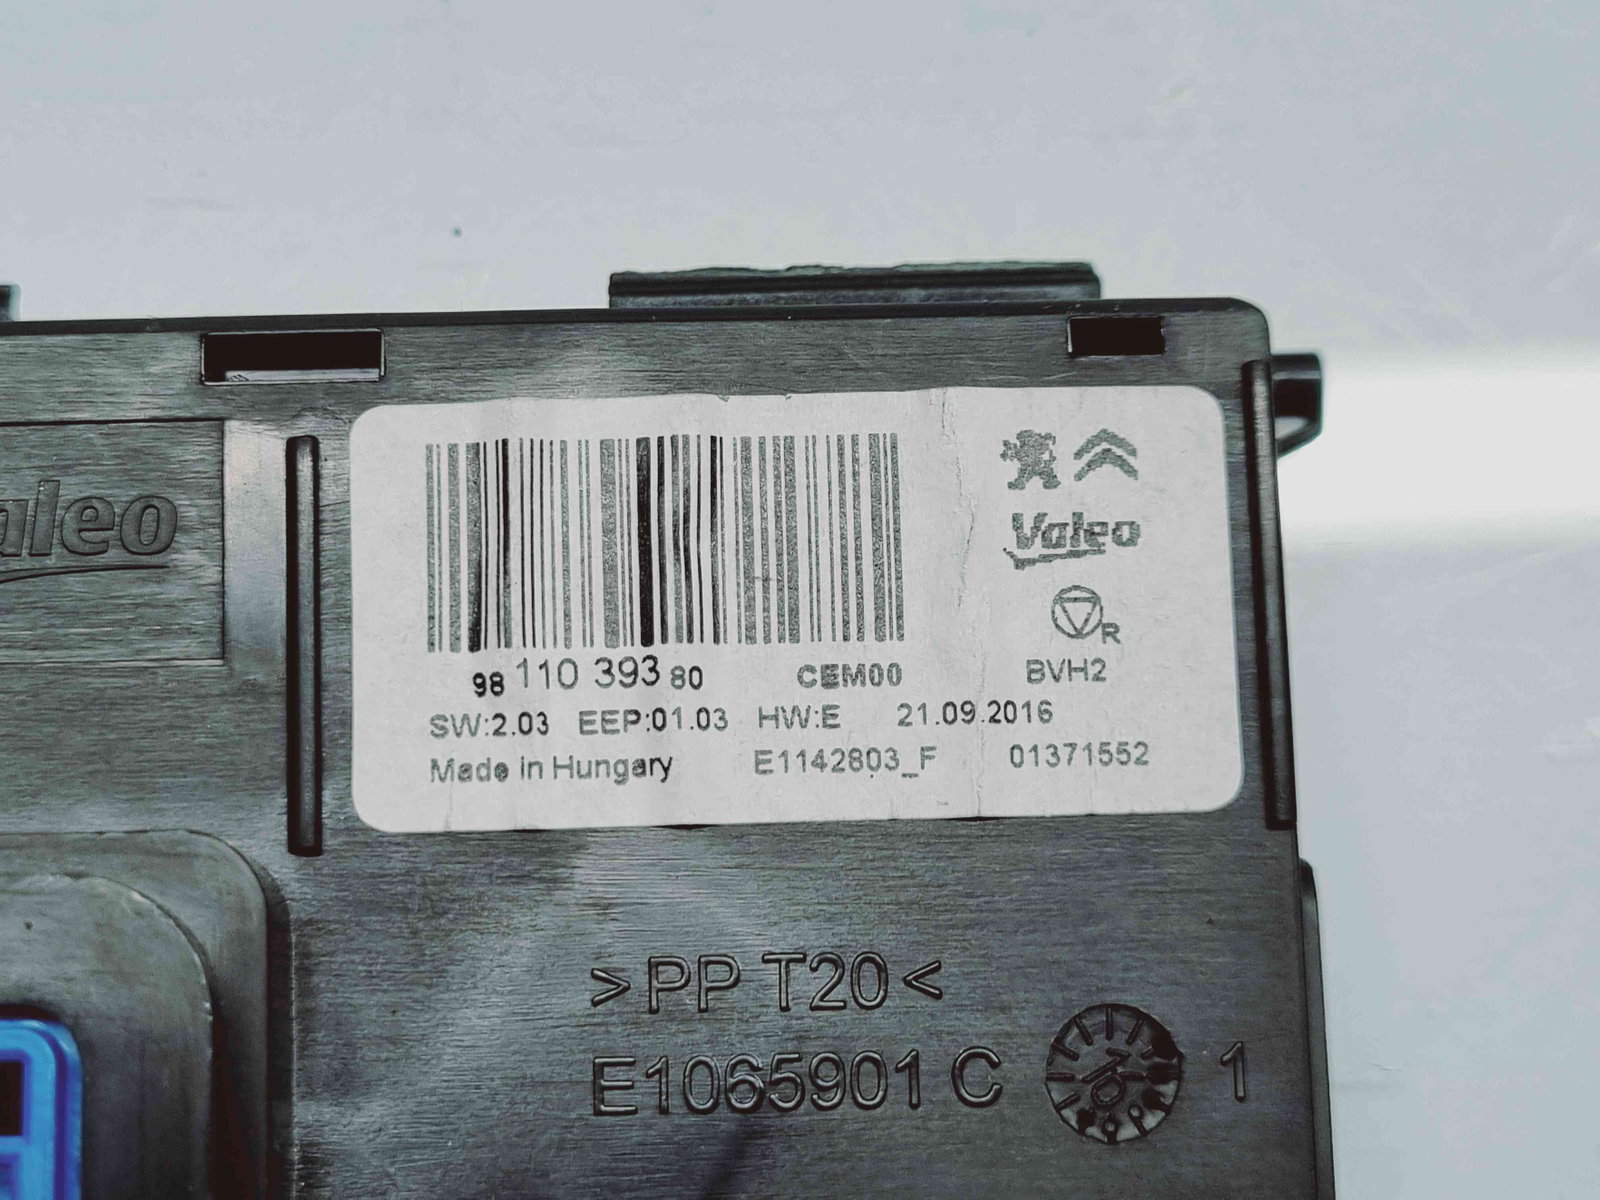 Valeo
98 110 393 80 CEM00
R
BVH2
SW:2.03 EEP:01.03 HW:E 21.09.2016
Made in Hungary E1142803_F 01371552
aleo
>PP T20<
E1065901 C 1